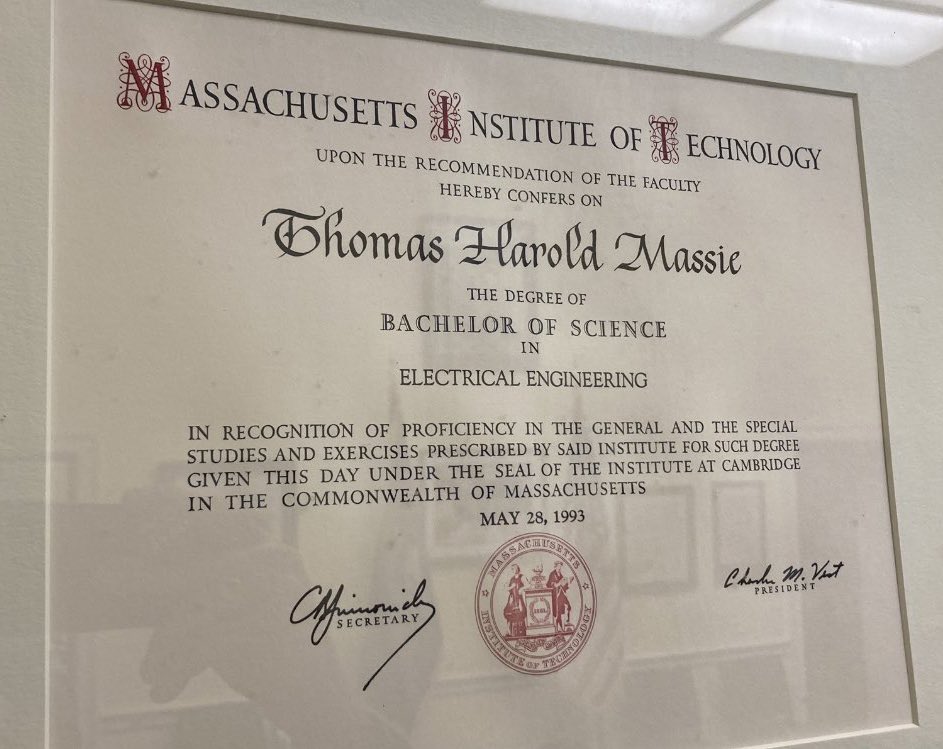 MASSACHUSETTS INSTITUTE OF TECHNOLOGY
UPON THE RECOMMENDATION OF THE FACULTY
HEREBY CONFERS ON
Thomas Harold Massie
THE DEGREE OF
BACHELOR OF SCIENCE
IN
ELECTRICAL ENGINEERING
IN RECOGNITION OF PROFICIENCY IN THE GENERAL AND THE SPECIAL
STUDIES AND EXERCISES PRESCRIBED BY SAID INSTITUTE FOR SUCH DEGREE
GIVEN THIS DAY UNDER THE SEAL OF THE INSTITUTE AT CAMBRIDGE
IN THE COMMONWEALTH OF MASSACHUSETTS
MAY 28, 1993
MASSACHUSETTS
INSTITUTE OF TECHNOLOGY
SECRETARY
Charles M. Vest
PRESIDENT